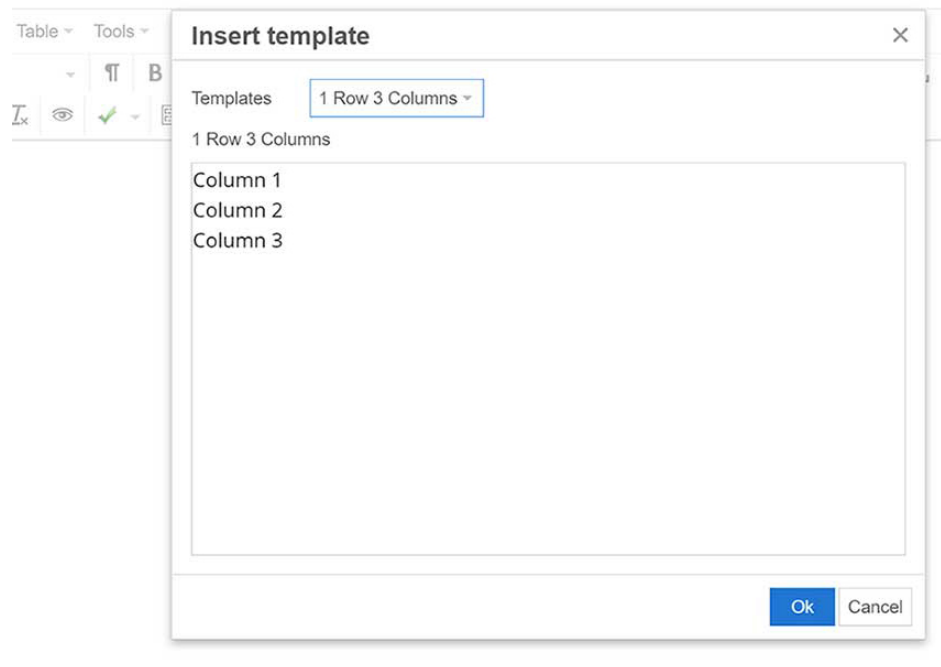 Table Tools
Insert template
B
Templates 1 Row 3 Columns
1 Row 3 Columns
Column 1
Column 2
Column 3
Ok Cancel